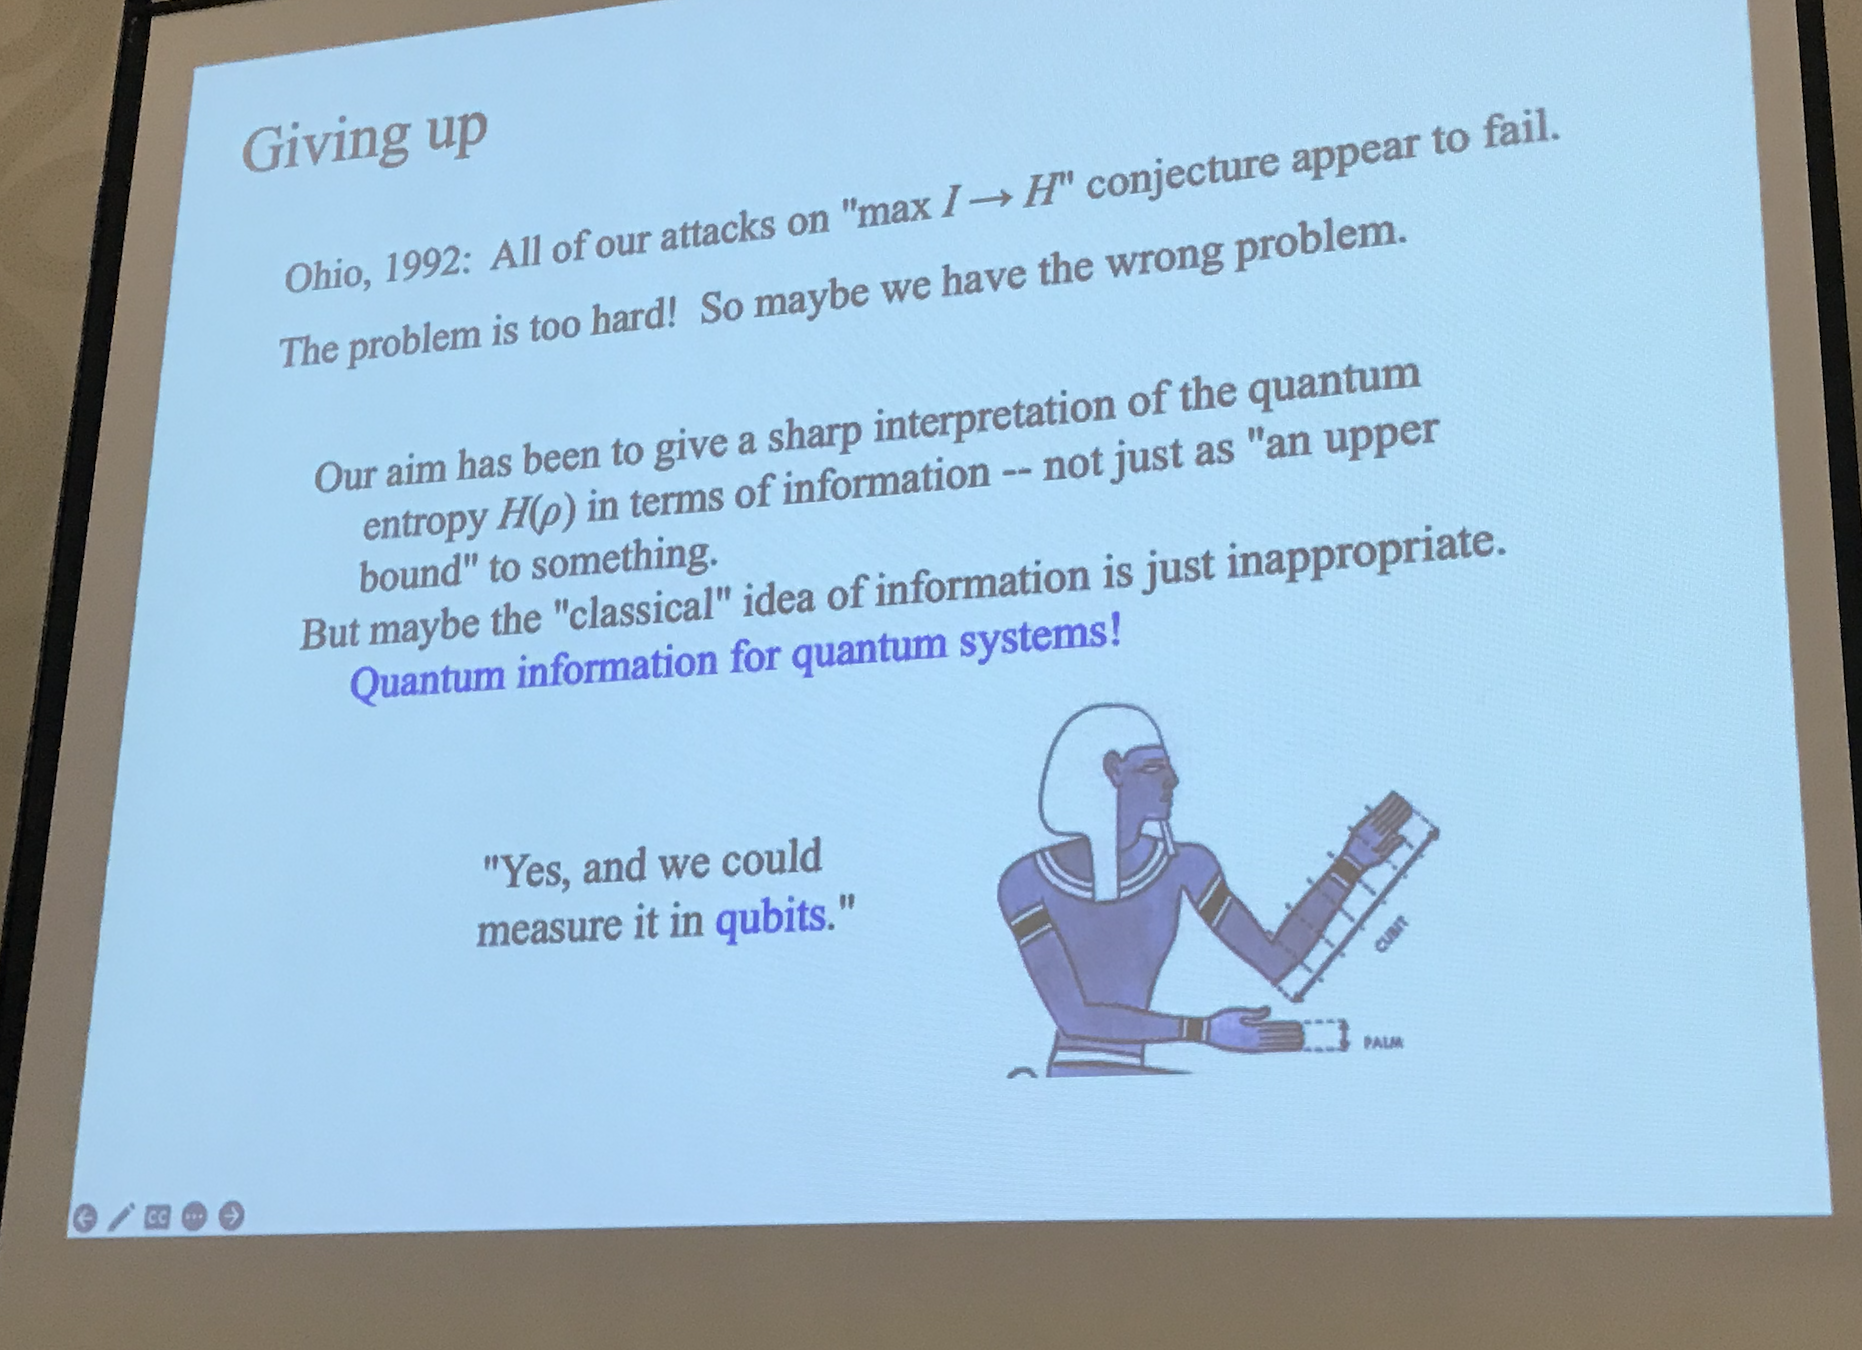 Giving up
Ohio, 1992:  All of our attacks on "max I → H" conjecture appear to fail.
The problem is too hard!  So maybe we have the wrong problem.
Our aim has been to give a sharp interpretation of the quantum
entropy H(ρ) in terms of information -- not just as "an upper
bound" to something.
But maybe the "classical" idea of information is just inappropriate.
Quantum information for quantum systems!
"Yes, and we could
measure it in qubits."
CUBIT
PALM
CC